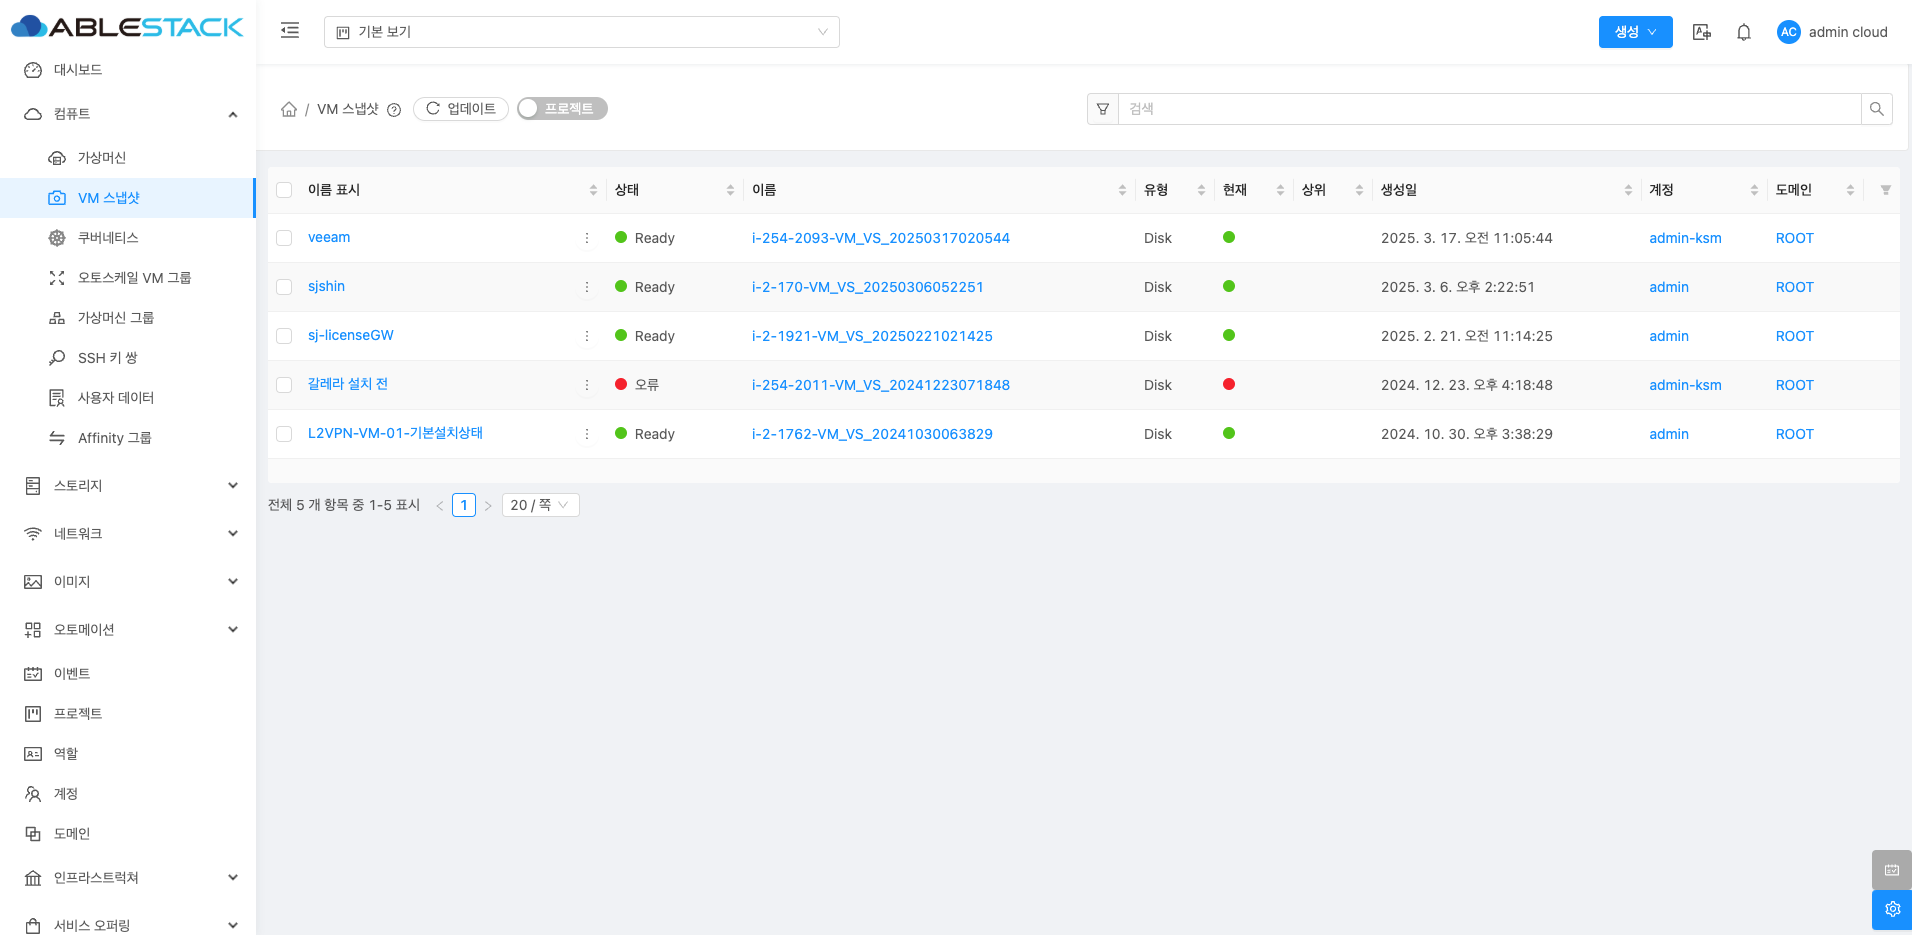 ABLESTACK
기본 보기
생성
AC
admin cloud
대시보드
컴퓨트
가상머신
VM 스냅샷
쿠버네티스
오토스케일 VM 그룹
가상머신 그룹
SSH 키 쌍
사용자 데이터
Affinity 그룹
스토리지
네트워크
이미지
오토메이션
이벤트
프로젝트
역할
계정
도메인
인프라스트럭쳐
서비스 오퍼링
/ VM 스냅샷 업데이트 프로젝트
검색
이름 표시 상태 이름 유형 현재 상위 생성일 계정 도메인
veeam Ready i-254-2093-VM_VS_20250317020544 Disk 2025. 3. 17. 오전 11:05:44 admin-ksm ROOT
sjshin Ready i-2-170-VM_VS_20250306052251 Disk 2025. 3. 6. 오후 2:22:51 admin ROOT
sj-licenseGW Ready i-2-1921-VM_VS_20250221021425 Disk 2025. 2. 21. 오전 11:14:25 admin ROOT
갈레라 설치 전 오류 i-254-2011-VM_VS_20241223071848 Disk 2024. 12. 23. 오후 4:18:48 admin-ksm ROOT
L2VPN-VM-01-기본설치상태 Ready i-2-1762-VM_VS_20241030063829 Disk 2024. 10. 30. 오후 3:38:29 admin ROOT
전체 5 개 항목 중 1-5 표시 < 1 > 20 / 쪽